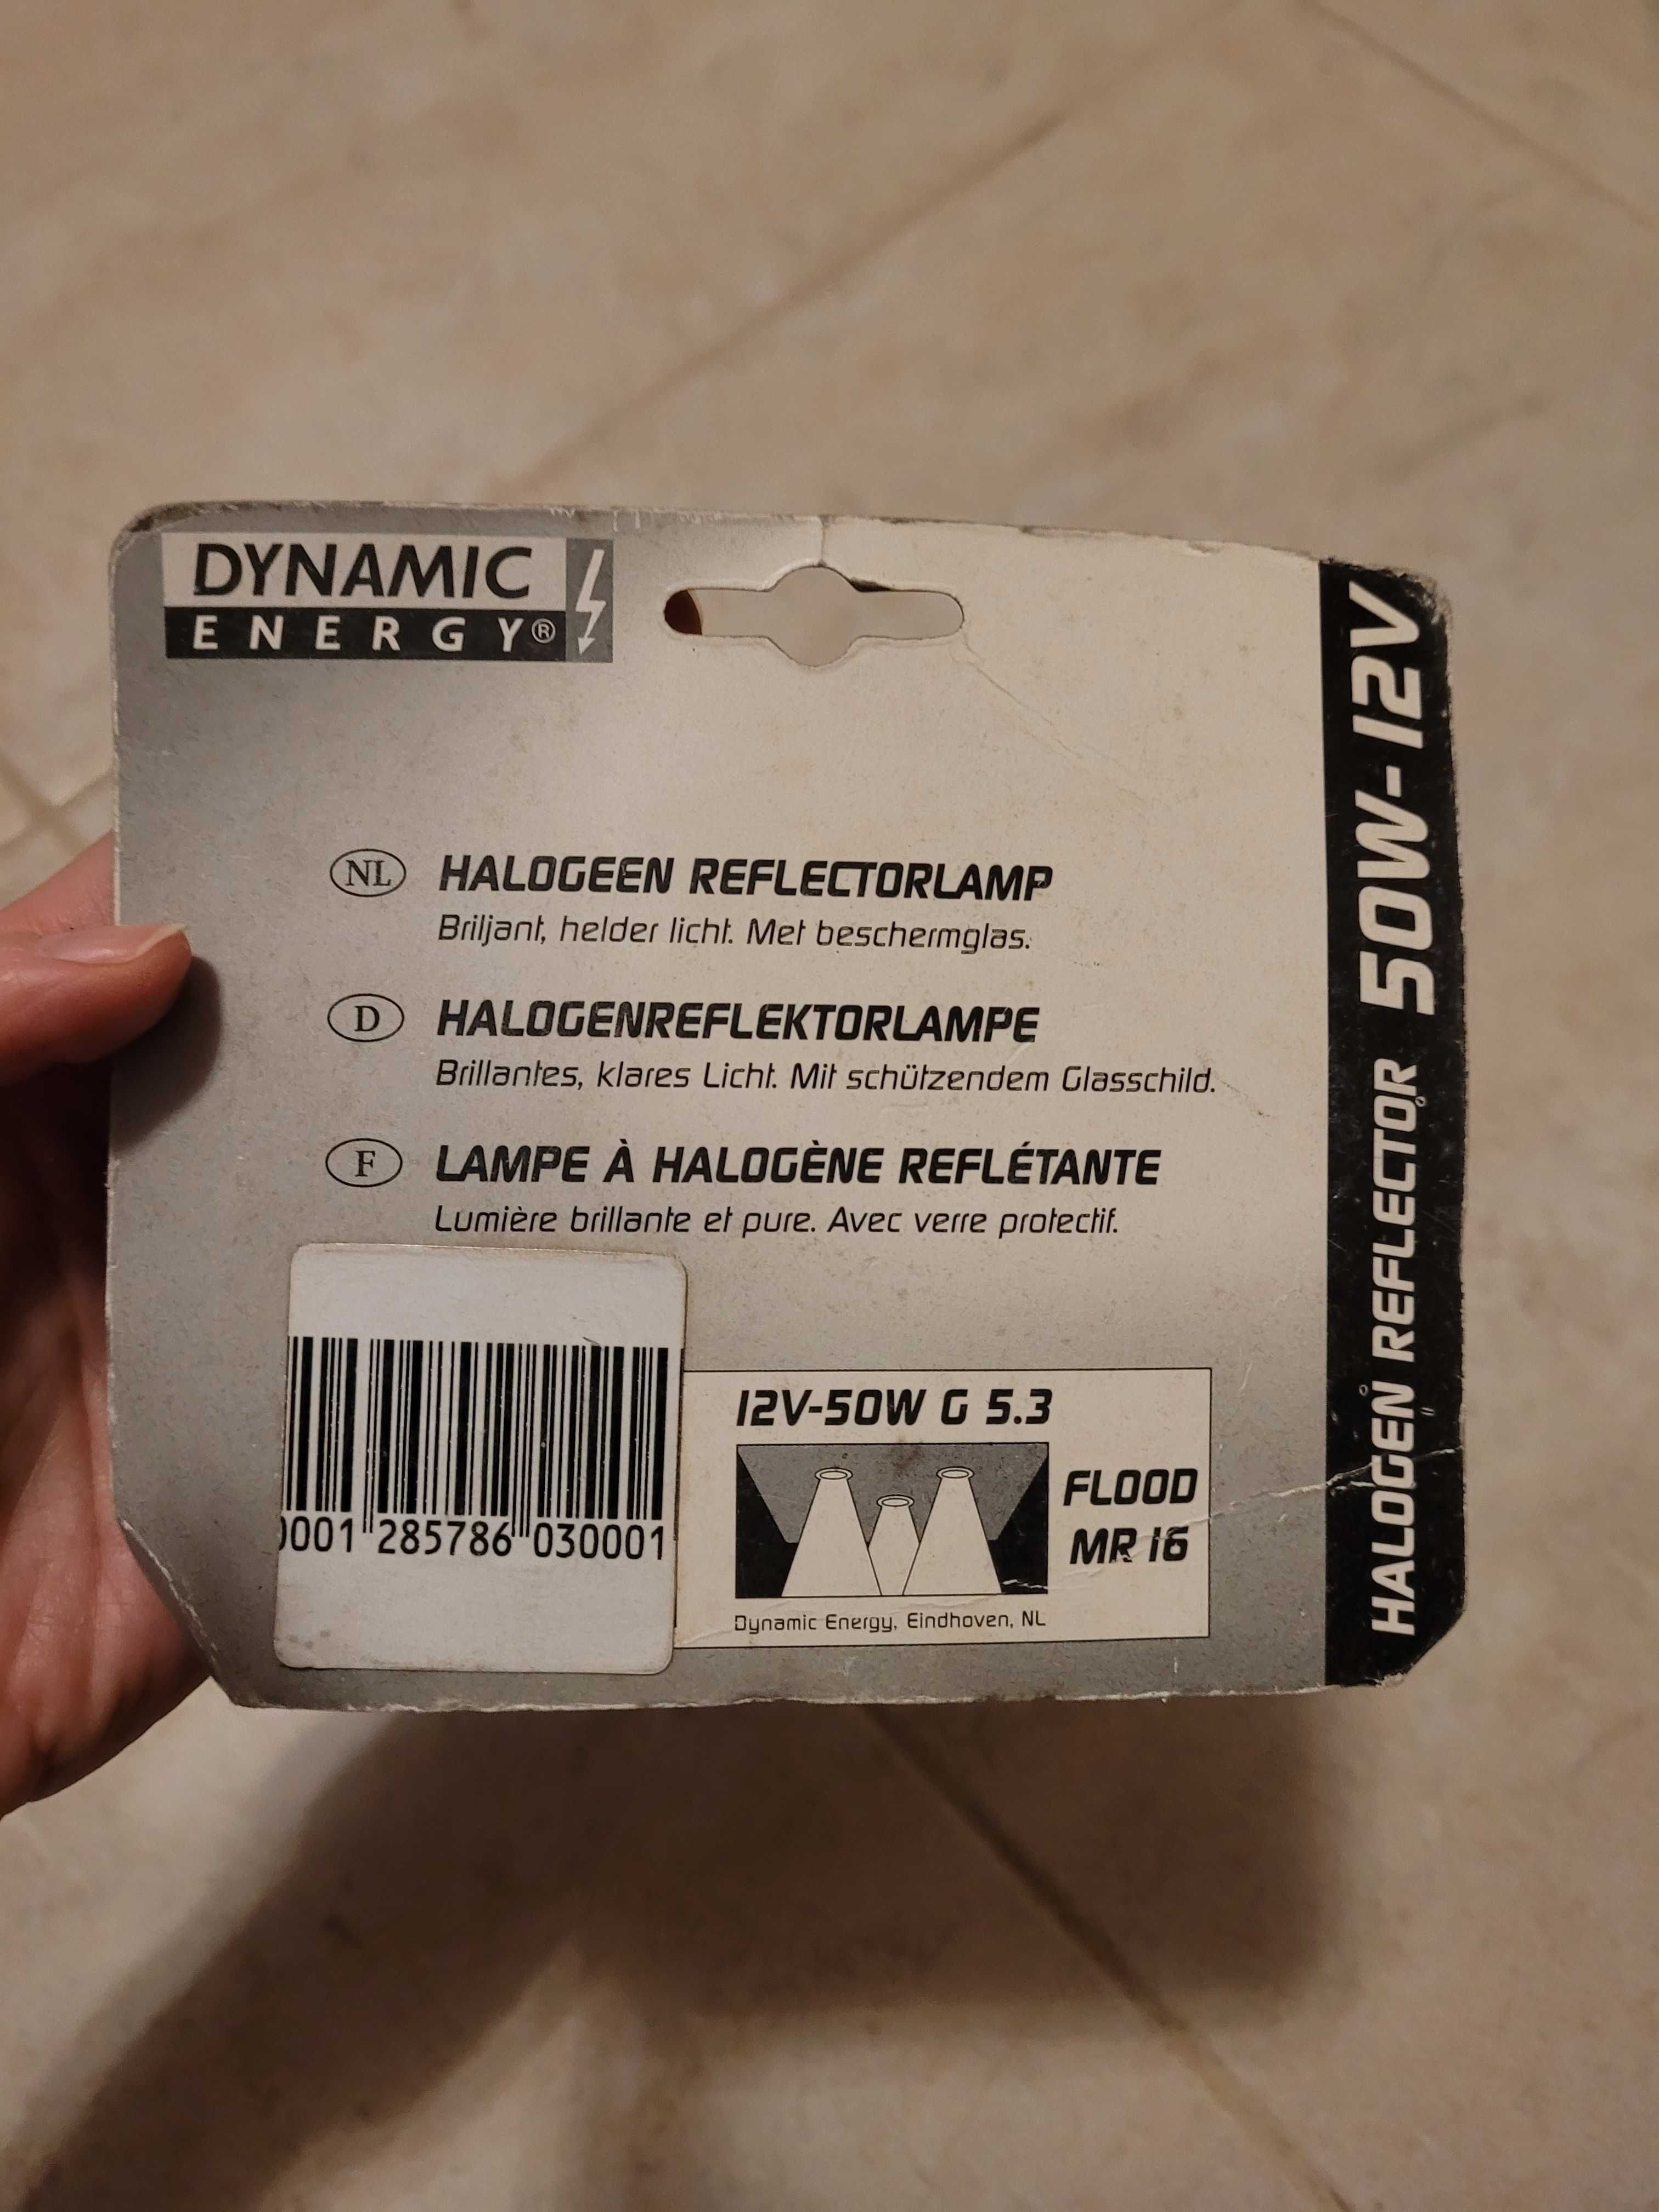 DYNAMIC
ENERGY®
NL HALOGEEN REFLECTORLAMP
Briljant, helder licht. Met beschermglas.
D HALOGENREFLEKTORLAMPE
Brillantes, klares Licht. Mit schützendem Glasschild.
F LAMPE À HALOGÈNE REFLÉTANTE
Lumière brillante et pure. Avec verre protectif.
0001 285786 030001
12V-50W G 5.3
FLOOD
MR 16
Dynamic Energy, Eindhoven, NL
HALOGEN REFLECTOR 50W-12V